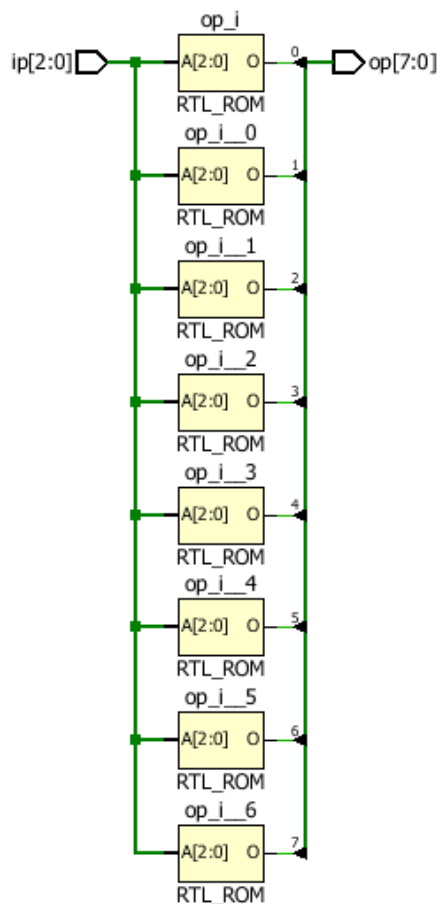 op_i
ip[2:0] A[2:0] O 0 op[7:0]
RTL_ROM
op_i__0
A[2:0] O 1
RTL_ROM
op_i__1
A[2:0] O 2
RTL_ROM
op_i__2
A[2:0] O 3
RTL_ROM
op_i__3
A[2:0] O 4
RTL_ROM
op_i__4
A[2:0] O 5
RTL_ROM
op_i__5
A[2:0] O 6
RTL_ROM
op_i__6
A[2:0] O 7
RTL_ROM